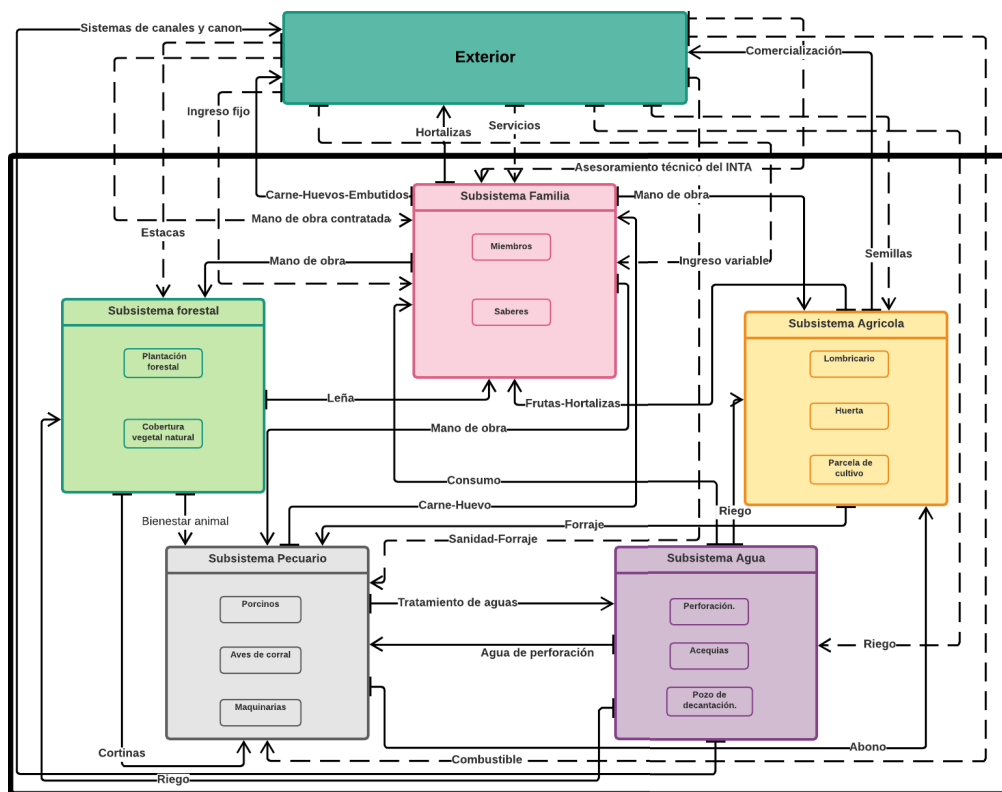 Sistemas de canales y canon
Exterior
Comercialización
Ingreso fijo
Hortalizas
Servicios
Asesoramiento técnico del INTA
Carne-Huevos-Embutidos
Subsistema Familia
Mano de obra
Mano de obra contratada
Estacas
Miembros
Mano de obra
Ingreso variable
Semillas
Subsistema forestal
Saberes
Subsistema Agricola
Plantación
forestal
Lombricario
Leña
Frutas-Hortalizas
Huerta
Cobertura
vegetal natural
Mano de obra
Parcela de
cultivo
Consumo
Carne-Huevo
Riego
Bienestar animal
Forraje
Sanidad-Forraje
Subsistema Pecuario
Subsistema Agua
Porcinos
Tratamiento de aguas
Perforación.
Aves de corral
Agua de perforación
Acequias
Riego
Maquinarias
Pozo de
decantación.
Cortinas
Abono
Combustible
Riego